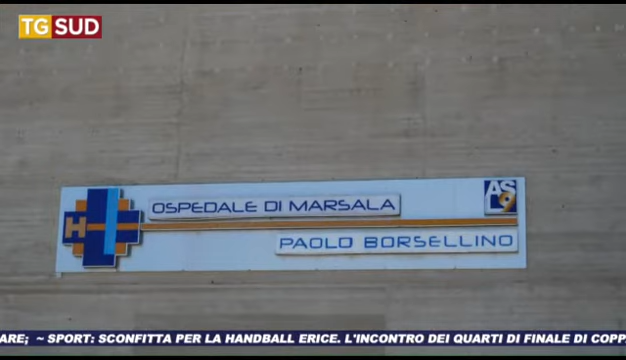 TG SUD
OSPEDALE DI MARSALA
ASL 9
H
PAOLO BORSELLINO
ARE; ~ SPORT: SCONFITTA PER LA HANDBALL ERICE. L'INCONTRO DEI QUARTI DI FINALE DI COPP